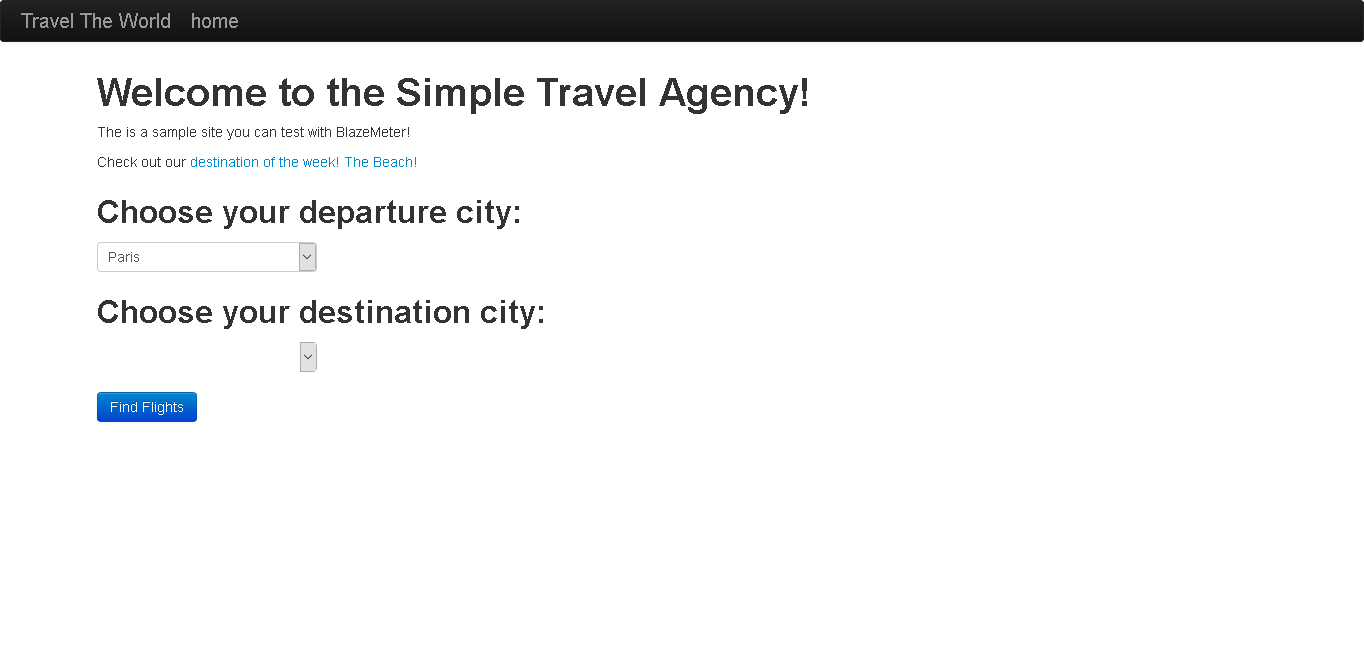 Travel The World home
Welcome to the Simple Travel Agency!
The is a sample site you can test with BlazeMeter!
Check out our destination of the week! The Beach!
Choose your departure city:
Paris
Choose your destination city:
Find Flights